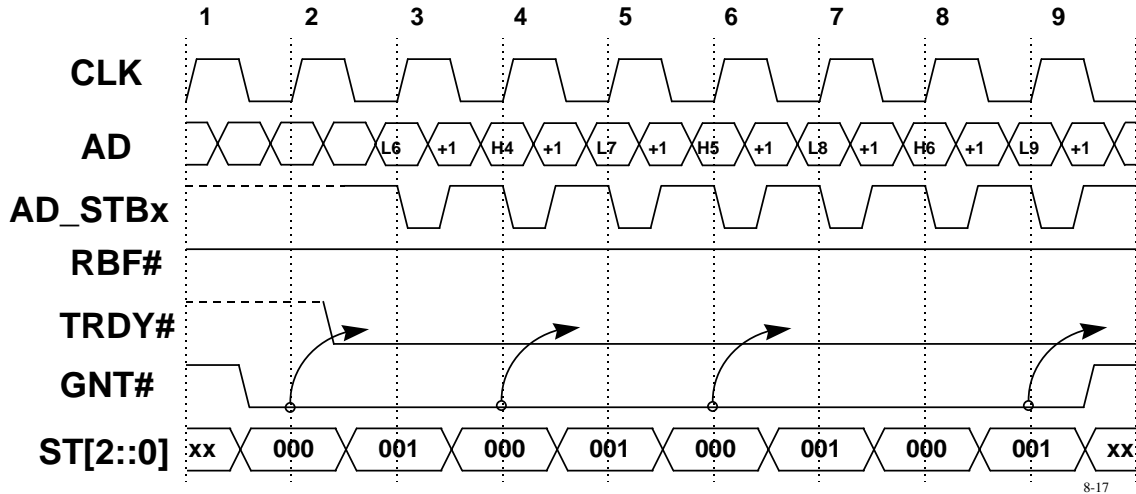 1 2 3 4 5 6 7 8 9
CLK
AD L6 +1 H4 +1 L7 +1 H5 +1 L8 +1 H6 +1 L9 +1
AD_STBx
RBF#
TRDY#
GNT#
ST[2::0] xx 000 001 000 001 000 001 000 001 xx
8-17